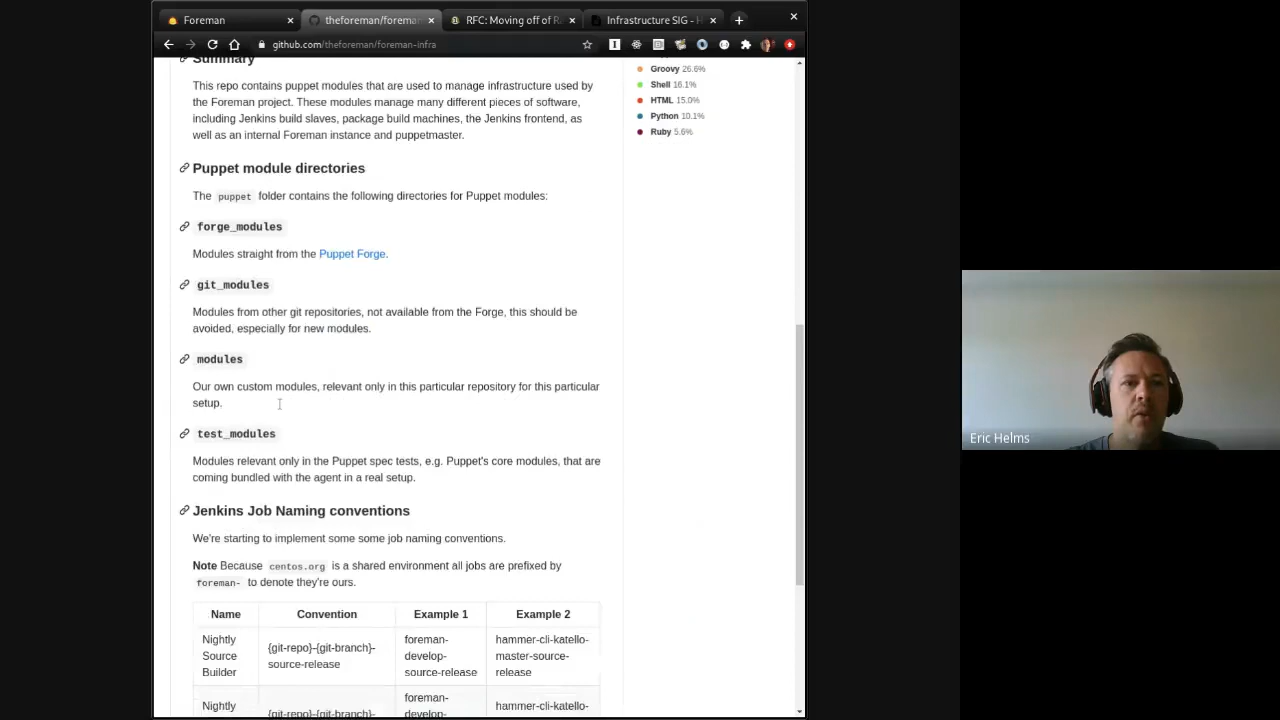 Foreman
theforeman/foreman
RFC: Moving off of R
Infrastructure SIG - H
github.com/theforeman/foreman-infra
Summary
This repo contains puppet modules that are used to manage infrastructure used by
the Foreman project. These modules manage many different pieces of software,
including Jenkins build slaves, package build machines, the Jenkins frontend, as
well as an internal Foreman instance and puppetmaster.
Puppet module directories
The puppet folder contains the following directories for Puppet modules:
forge_modules
Modules straight from the Puppet Forge.
git_modules
Modules from other git repositories, not available from the Forge, this should be
avoided, especially for new modules.
modules
Our own custom modules, relevant only in this particular repository for this particular
setup.
test_modules
Modules relevant only in the Puppet spec tests, e.g. Puppet's core modules, that are
coming bundled with the agent in a real setup.
Jenkins Job Naming conventions
We're starting to implement some some job naming conventions.
Note Because centos.org is a shared environment all jobs are prefixed by
foreman- to denote they're ours.
Name Convention Example 1 Example 2
Nightly
Source
Builder
{git-repo}-{git-branch}-
source-release
foreman-
develop-
source-release
hammer-cli-katello-
master-source-
release
Nightly
{git-repo}-{git-branch}-
foreman-
develop-
hammer-cli-katello-
Groovy 26.6%
Shell 16.1%
HTML 15.0%
Python 10.1%
Ruby 5.6%
Eric Helms